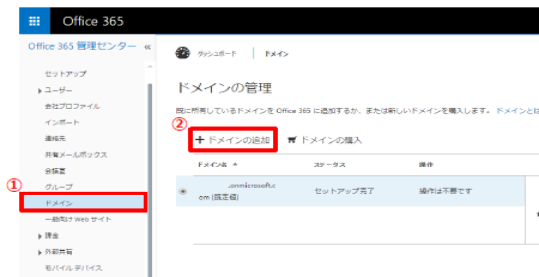 Office 365
Office 365 管理センター «
ダッシュボード
ドメイン
セットアップ
ユーザー
会社プロファイル
インポート
連絡先
共有メールボックス
会議室
グループ
① ドメイン
一般向け Web サイト
課金
外部共有
モバイル デバイス
ドメインの管理
既に所有しているドメインを Office 365 に追加するか、または新しいドメインを購入します。 ドメインとは
②
+ ドメインの追加
ドメインの購入
ドメイン名
ステータス
操作
.onmicrosoft.c
om (既定値)
セットアップ完了
操作は不要です